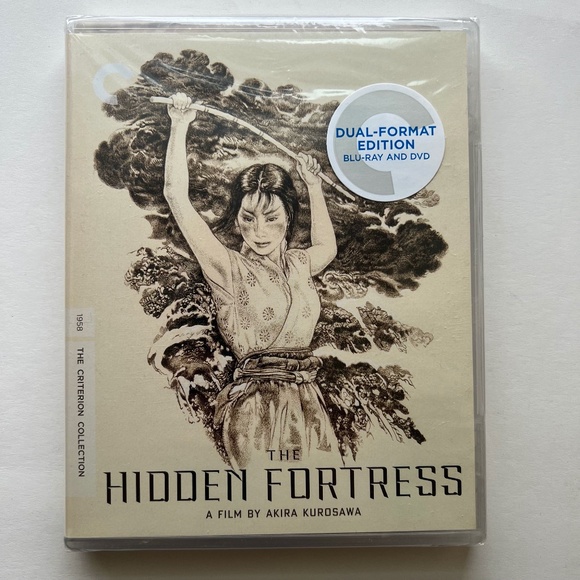 DUAL-FORMAT
EDITION
BLU-RAY AND DVD
1958
THE CRITERION COLLECTION
THE
HIDDEN FORTRESS
A FILM BY AKIRA KUROSAWA